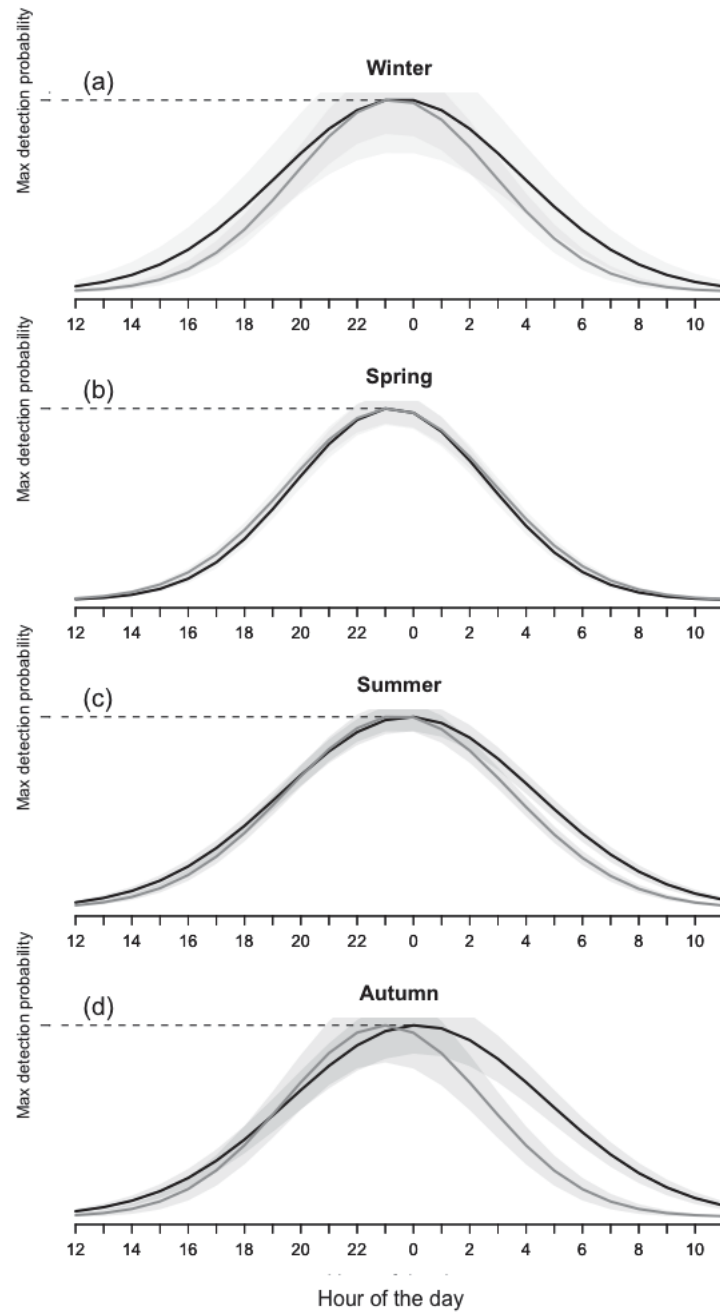 Max detection probability
(a)
Winter
12 14 16 18 20 22 0 2 4 6 8 10
Max detection probability
(b)
Spring
12 14 16 18 20 22 0 2 4 6 8 10
Max detection probability
(c)
Summer
12 14 16 18 20 22 0 2 4 6 8 10
Max detection probability
(d)
Autumn
12 14 16 18 20 22 0 2 4 6 8 10
Hour of the day